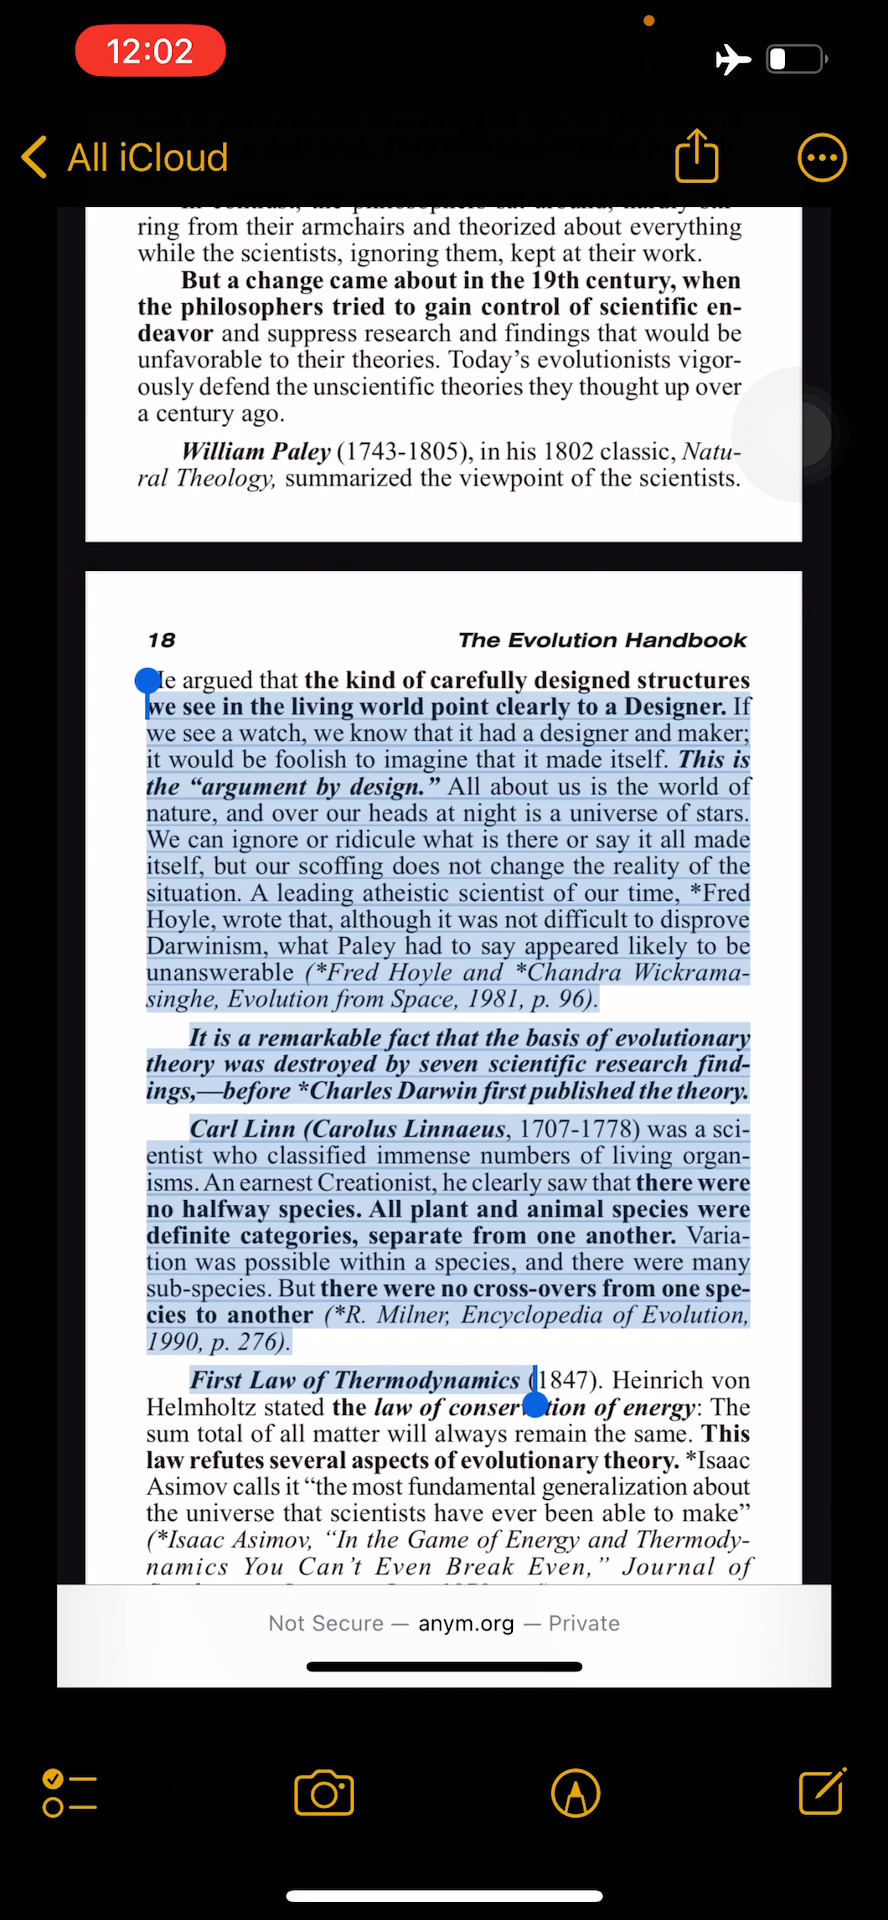 12:02
All iCloud
ring from their armchairs and theorized about everything
while the scientists, ignoring them, kept at their work.
But a change came about in the 19th century, when
the philosophers tried to gain control of scientific en-
deavor and suppress research and findings that would be
unfavorable to their theories. Today's evolutionists vigor-
ously defend the unscientific theories they thought up over
a century ago.
William Paley (1743-1805), in his 1802 classic, Natu-
ral Theology, summarized the viewpoint of the scientists.
18 The Evolution Handbook
He argued that the kind of carefully designed structures
we see in the living world point clearly to a Designer. If
we see a watch, we know that it had a designer and maker;
it would be foolish to imagine that it made itself. This is
the “argument by design.” All about us is the world of
nature, and over our heads at night is a universe of stars.
We can ignore or ridicule what is there or say it all made
itself, but our scoffing does not change the reality of the
situation. A leading atheistic scientist of our time, *Fred
Hoyle, wrote that, although it was not difficult to disprove
Darwinism, what Paley had to say appeared likely to be
unanswerable (*Fred Hoyle and *Chandra Wickrama-
singhe, Evolution from Space, 1981, p. 96).
It is a remarkable fact that the basis of evolutionary
theory was destroyed by seven scientific research find-
ings,—before *Charles Darwin first published the theory.
Carl Linn (Carolus Linnaeus, 1707-1778) was a sci-
entist who classified immense numbers of living organ-
isms. An earnest Creationist, he clearly saw that there were
no halfway species. All plant and animal species were
definite categories, separate from one another. Varia-
tion was possible within a species, and there were many
sub-species. But there were no cross-overs from one spe-
cies to another (*R. Milner, Encyclopedia of Evolution,
1990, p. 276).
First Law of Thermodynamics (1847). Heinrich von
Helmholtz stated the law of conservation of energy: The
sum total of all matter will always remain the same. This
law refutes several aspects of evolutionary theory. *Isaac
Asimov calls it “the most fundamental generalization about
the universe that scientists have ever been able to make”
(*Isaac Asimov, “In the Game of Energy and Thermody-
namics You Can't Even Break Even,” Journal of
Not Secure — anym.org — Private